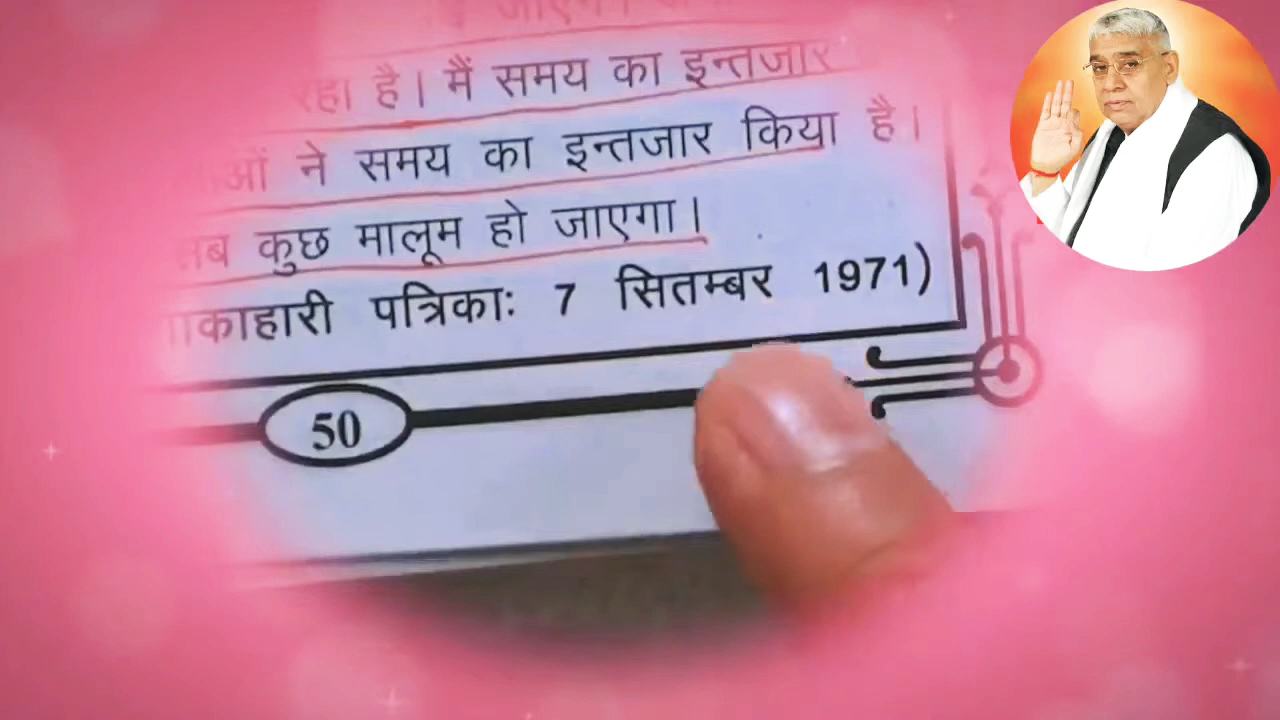 रहा है। मैं समय का इन्तजार
ने समय का इन्तजार किया है।
कुछ मालूम हो जाएगा।
पत्रिकाः 7 सितम्बर 1971)
50